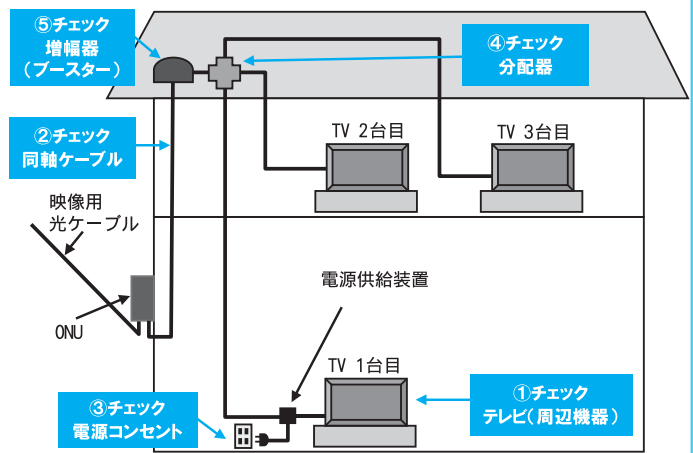 ⑤チェック
増幅器
(ブースター)
④チェック
分配器
②チェック
同軸ケーブル
TV 2台目
TV 3台目
映像用
光ケーブル
ONU
電源供給装置
TV 1台目
①チェック
テレビ(周辺機器)
③チェック
電源コンセント